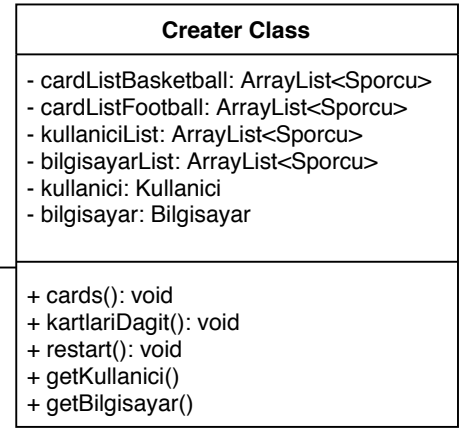 Creater Class
- cardListBasketball: ArrayList<Sporcu>
- cardListFootball: ArrayList<Sporcu>
- kullaniciList: ArrayList<Sporcu>
- bilgisayarList: ArrayList<Sporcu>
- kullanici: Kullanici
- bilgisayar: Bilgisayar
+ cards(): void
+ kartlariDagit(): void
+ restart(): void
+ getKullanici()
+ getBilgisayar()